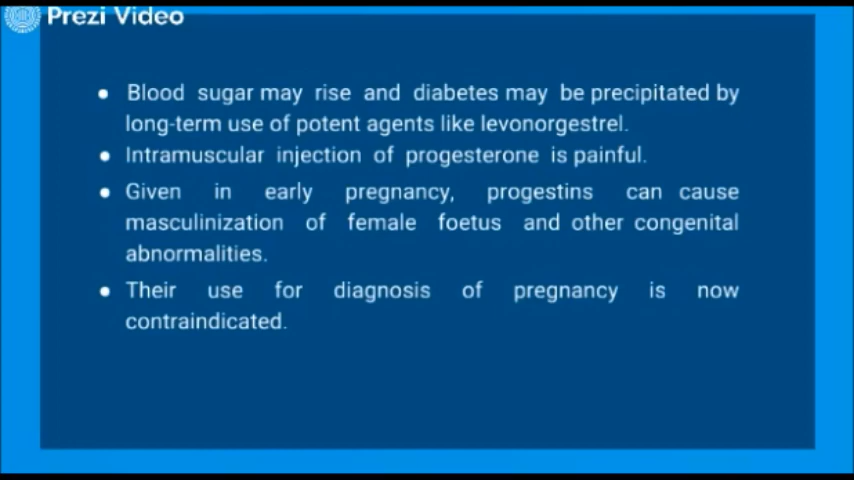 Prezi Video
● Blood sugar may rise and diabetes may be precipitated by
long-term use of potent agents like levonorgestrel.
● Intramuscular injection of progesterone is painful.
● Given in early pregnancy, progestins can cause
masculinization of female foetus and other congenital
abnormalities.
● Their use for diagnosis of pregnancy is now
contraindicated.